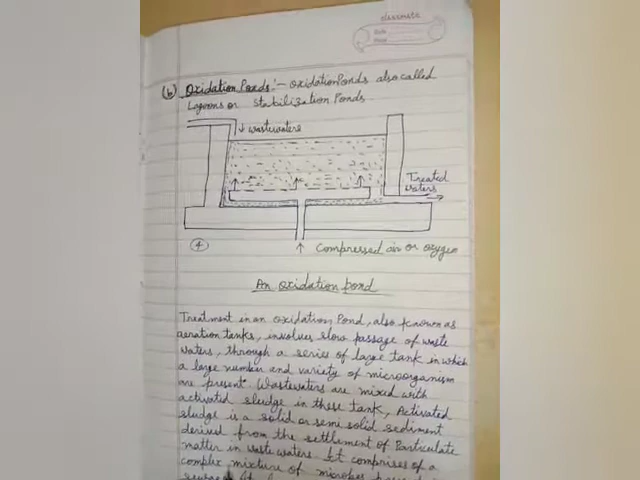 classmate
Date
Page
(b) Oxidation Ponds:- Oxidation Ponds also called
Lagoons or Stabilization Ponds.
↓ wastewaters
Treated
waters
→
4
↑ Compressed air or oxygen
An oxidation pond
Treatment in an oxidation Pond, also known as
aeration tanks, involves slow passage of waste
waters, through a series of large tank in which
a large number and variety of microorganism
are present. Wastewaters are mixed with
activated sludge in these tank, Activated
sludge is a solid or semi solid sediment
derived from the settlement of Particulate
matter in waste waters. It comprises of a
complex mixture of microbes